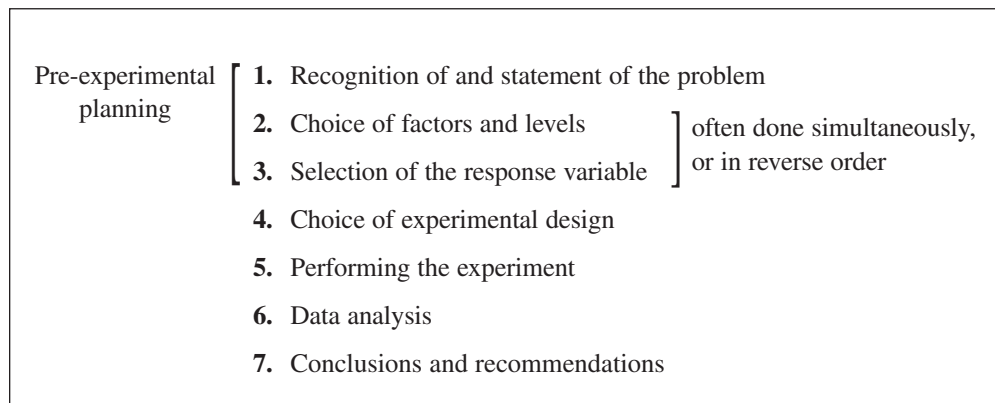 Pre-experimental
planning
1. Recognition of and statement of the problem
2. Choice of factors and levels
3. Selection of the response variable
often done simultaneously,
or in reverse order
4. Choice of experimental design
5. Performing the experiment
6. Data analysis
7. Conclusions and recommendations